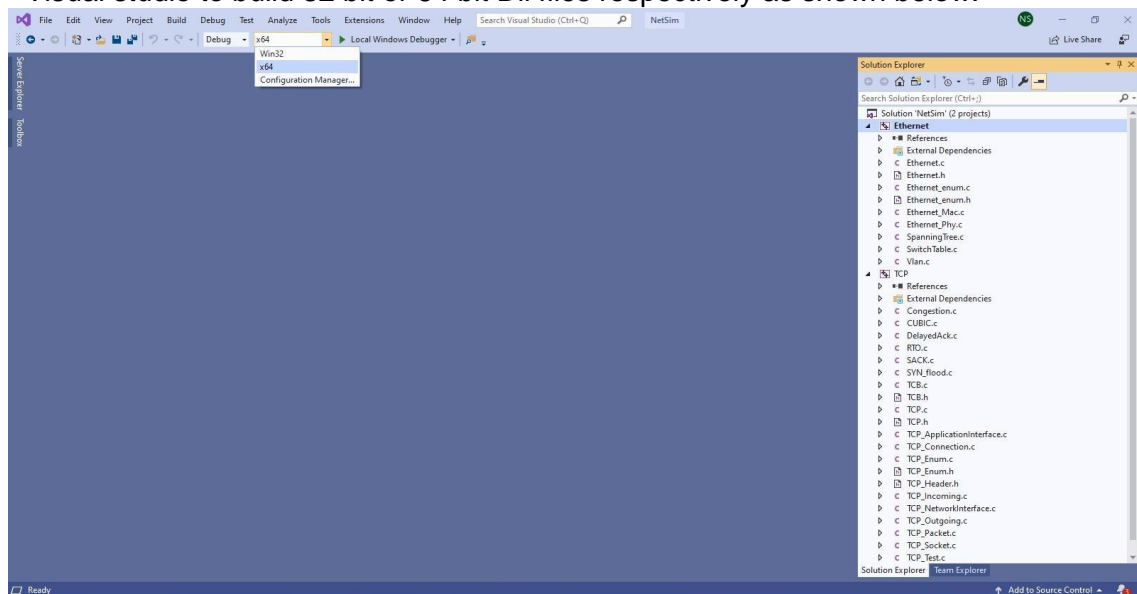 visual studio to build 32 bit or 64 bit Dll files respectively as shown below.
File Edit View Project Build Debug Test Analyze Tools Extensions Window Help Search Visual Studio (Ctrl+Q) NetSim NS
Debug x64 Local Windows Debugger Live Share
Win32
x64
Configuration Manager...
Server Explorer
Toolbox
Solution Explorer
Search Solution Explorer (Ctrl+;)
Solution 'NetSim' (2 projects)
Ethernet
References
External Dependencies
Ethernet.c
Ethernet.h
Ethernet_enum.c
Ethernet_enum.h
Ethernet_Mac.c
Ethernet_Phy.c
SpanningTree.c
SwitchTable.c
Vlan.c
TCP
References
External Dependencies
Congestion.c
CUBIC.c
DelayedAck.c
RTO.c
SACK.c
SYN_flood.c
TCB.c
TCB.h
TCP.c
TCP.h
TCP_ApplicationInterface.c
TCP_Connection.c
TCP_Enum.c
TCP_Enum.h
TCP_Header.h
TCP_Incoming.c
TCP_NetworkInterface.c
TCP_Outgoing.c
TCP_Packet.c
TCP_Socket.c
TCP_Test.c
Solution Explorer Team Explorer
Ready Add to Source Control